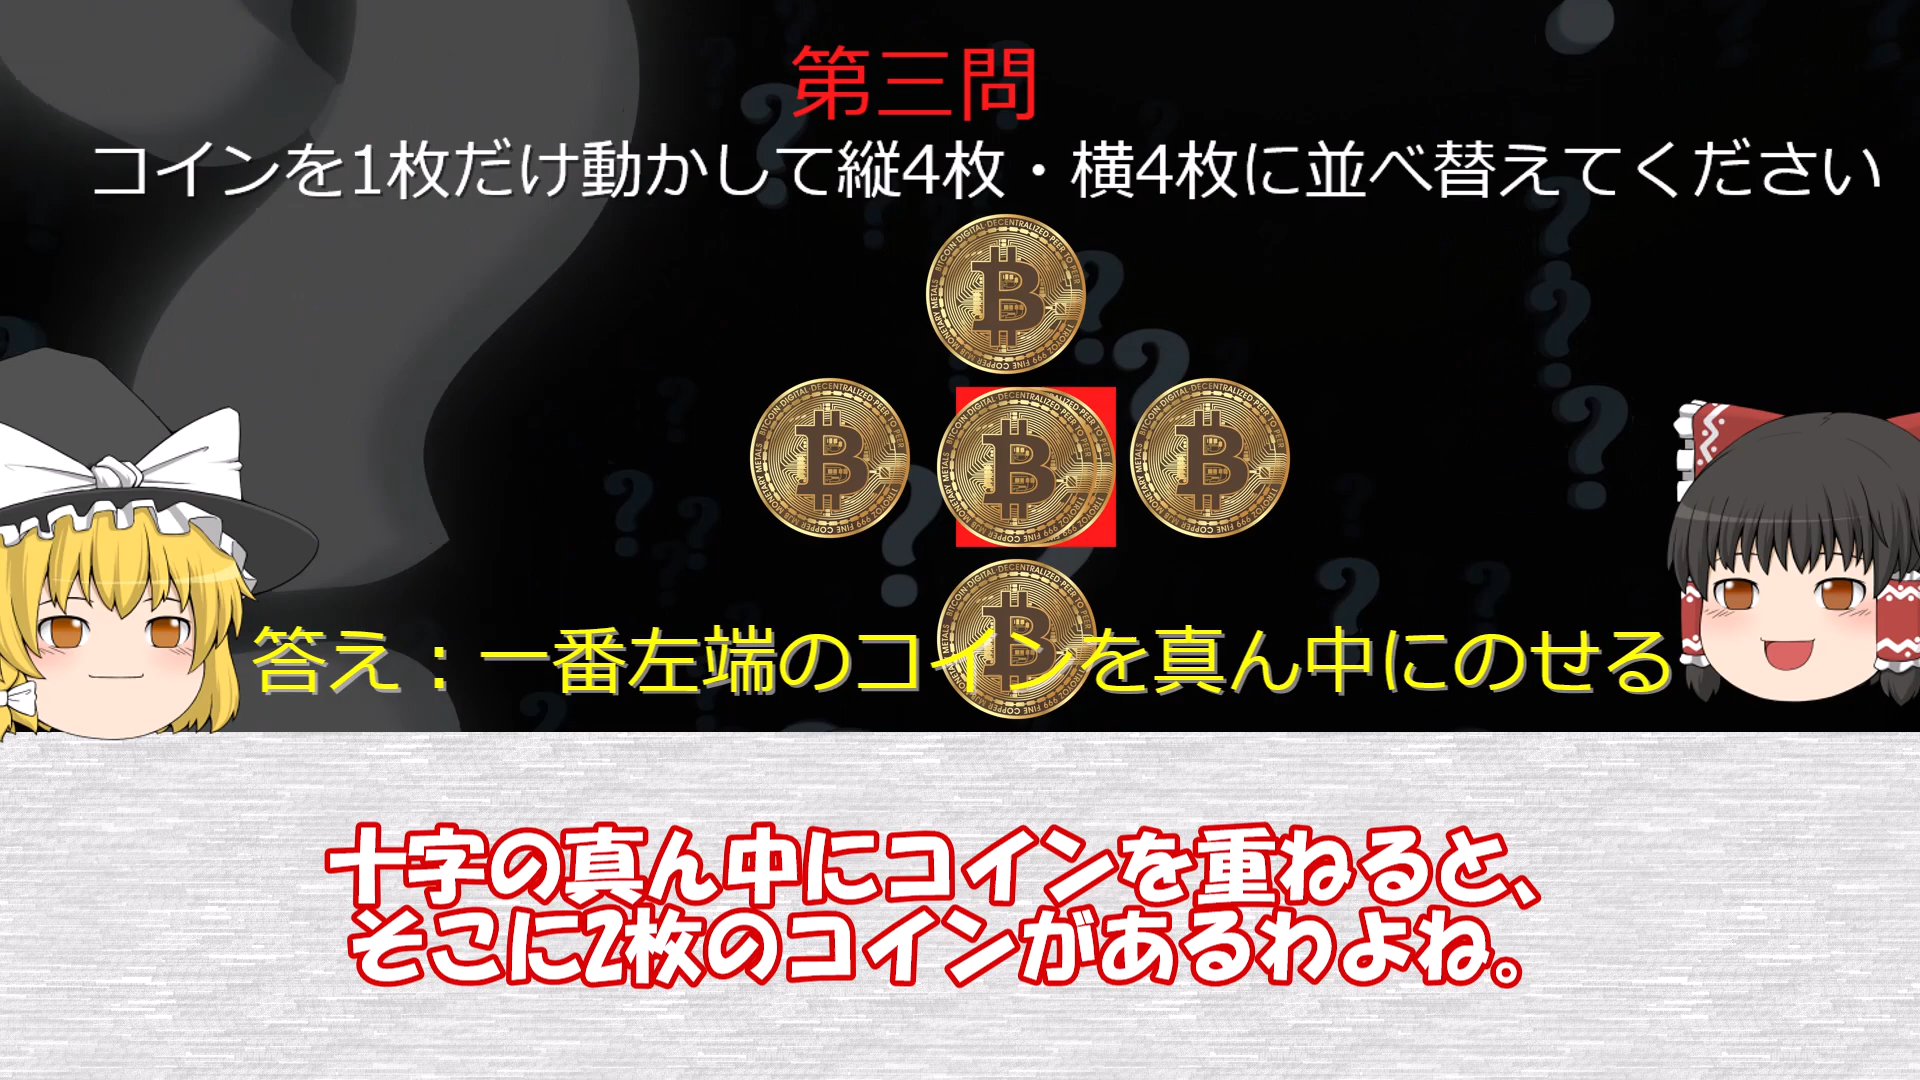 第三問
コインを1枚だけ動かして縦4枚・横4枚に並べ替えてください
答え：一番左端のコインを真ん中にのせる
十字の真ん中にコインを重ねると、
そこに2枚のコインがあるわよね。